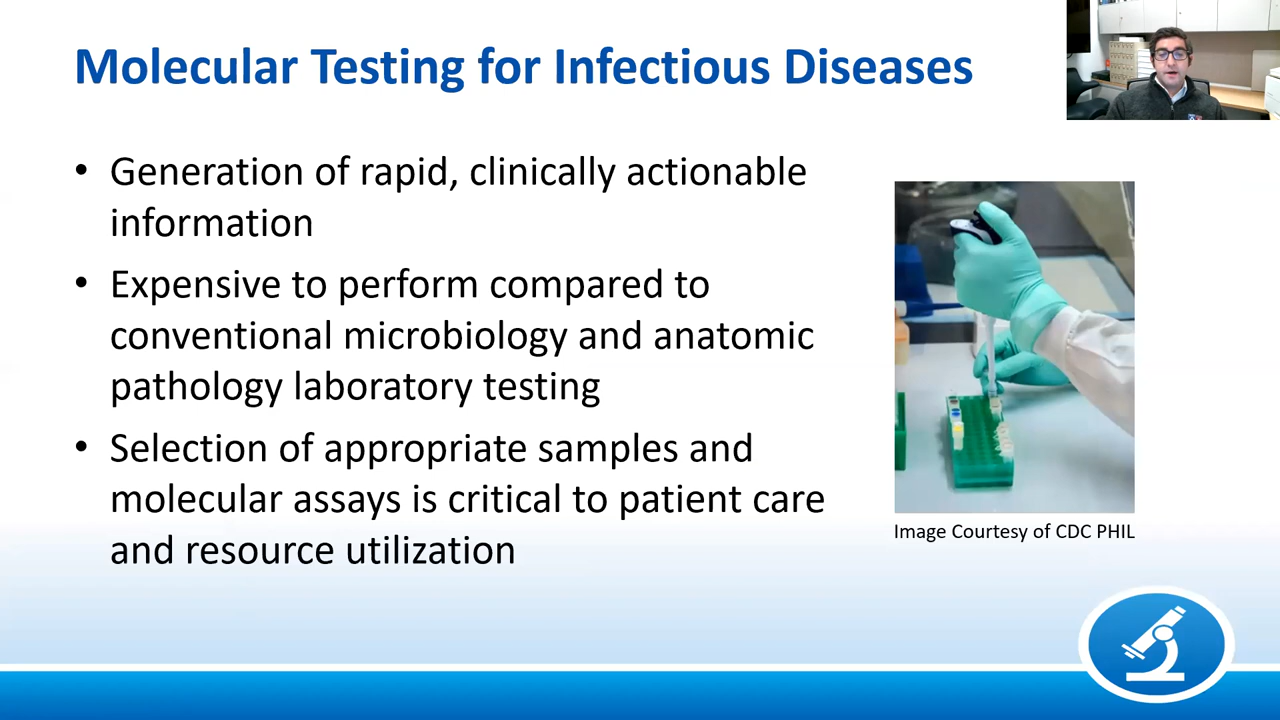 Molecular Testing for Infectious Diseases
• Generation of rapid, clinically actionable
information
• Expensive to perform compared to
conventional microbiology and anatomic
pathology laboratory testing
• Selection of appropriate samples and
molecular assays is critical to patient care
and resource utilization
Image Courtesy of CDC PHIL